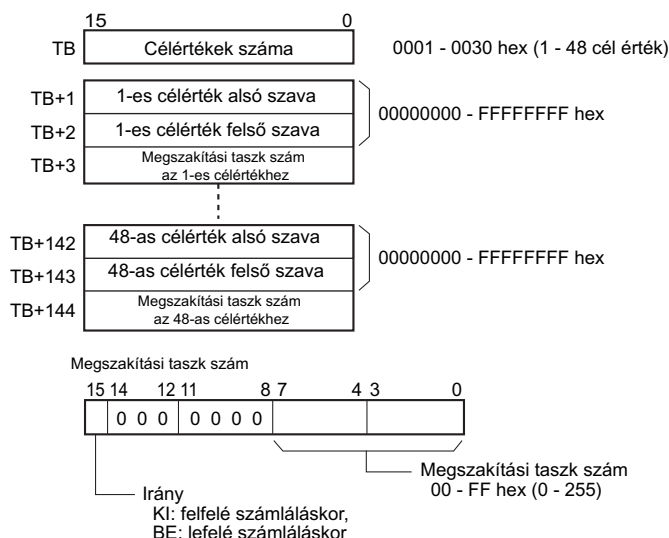 15 0
TB Célértékek száma 0001 - 0030 hex (1 - 48 cél érték)
TB+1 1-es célérték alsó szava
00000000 - FFFFFFFF hex
TB+2 1-es célérték felső szava
TB+3 Megszakítási taszk szám
az 1-es célértékhez
TB+142 48-as célérték alsó szava
00000000 - FFFFFFFF hex
TB+143 48-as célérték felső szava
TB+144 Megszakítási taszk szám
az 48-as célértékhez
Megszakítási taszk szám
15 14 12 11 8 7 4 3 0
0 0 0 0 0 0 0
Megszakítási taszk szám
00 - FF hex (0 - 255)
Irány
KI: felfelé számláláskor,
BE: lefelé számláláskor